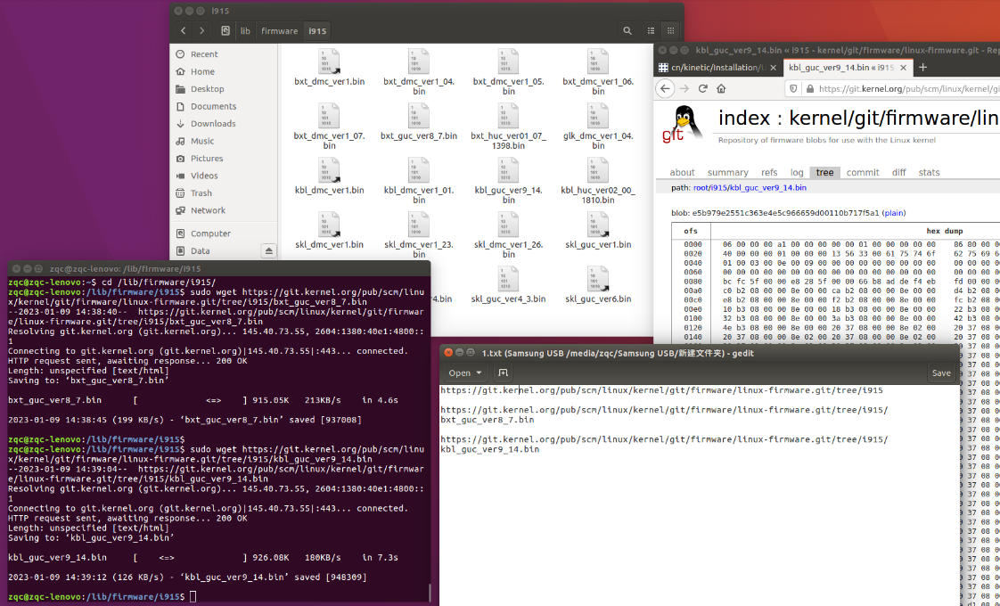 i915
lib
firmware
i915
Recent
Home
Desktop
Documents
Downloads
Music
Pictures
Videos
Trash
Network
Computer
Data
bxt_dmc_ver1.bin
bxt_dmc_ver1_04.
bin
bxt_dmc_ver1_05.
bin
bxt_dmc_ver1_06.
bin
bxt_dmc_ver1_07.
bin
bxt_guc_ver8_7.bin
bxt_huc_ver01_07_
1398.bin
glk_dmc_ver1_04.
bin
kbl_dmc_ver1.bin
kbl_dmc_ver1_01.
bin
kbl_guc_ver9_14.
bin
kbl_huc_ver02_00_
1810.bin
skl_dmc_ver1.bin
skl_dmc_ver1_23.
bin
skl_dmc_ver1_26.
bin
skl_guc_ver1.bin
skl_guc_ver4_3.bin
skl_guc_ver6.bin
kbl_guc_ver9_14.bin « i915 - kernel/git/firmware/linux-firmware.git - Rep
cn/kinetic/Installation/U
kbl_guc_ver9_14.bin « i915
https://git.kernel.org/pub/scm/linux/kernel/gi
git
index : kernel/git/firmware/lin
Repository of firmware blobs for use with the Linux kernel
about summary refs log tree commit diff stats
path: root/i915/kbl_guc_ver9_14.bin
blob: e5b979e2551c363e4e5c966659d00110b717f5a1 (plain)
ofs hex dump
0000 06 00 00 00 a1 00 00 00 00 00 01 00 00 00 00 00 86 80 00 00
0020 40 00 00 00 01 00 00 00 13 56 33 00 61 75 74 6f 62 75 69 6
0040 01 00 03 00 0e 00 09 00 00 00 00 00 00 00 00 00 00 00 00 00
0060 00 00 00 00 00 00 00 00 00 00 00 00 00 00 00 00 00 00 00 00
0080 bc fc 5f 00 00 e8 28 5f 00 00 66 b8 ad de f4 eb fd 00 00 00
00c0 b2 08 00 00 8e 00 00 ca b2 08 00 00 8e 00 d4 b2 08 00
00c0 e8 b2 08 00 00 8e 00 00 f2 b2 08 00 00 8e 00 fc b2 08
00e0 10 b3 08 00 00 8e 00 00 18 b3 08 00 00 8e 00 22 b3 08
0100 32 b3 08 00 00 8e 00 00 3a b3 08 00 00 8e 00 42 b3 08
0120 4e b3 08 00 00 8e 00 00 20 37 08 00 00 8e 02 00 20 37 08
0140 20 37 08 00 00 8e 02 00 20 37 08 00 00 8e 02 00 20 37 08
zqc@zqc-lenovo: /lib/firmware/i915
zqc@zqc-lenovo:~$ cd /lib/firmware/i915/
zqc@zqc-lenovo:/lib/firmware/i915$ sudo wget https://git.kernel.org/pub/scm/linu
x/kernel/git/firmware/linux-firmware.git/tree/i915/bxt_guc_ver8_7.bin
--2023-01-09 14:38:40-- https://git.kernel.org/pub/scm/linux/kernel/git/firmwar
e/linux-firmware.git/tree/i915/bxt_guc_ver8_7.bin
Resolving git.kernel.org (git.kernel.org)... 145.40.73.55, 2604:1380:40e1:4800::
1
Connecting to git.kernel.org (git.kernel.org)|145.40.73.55|:443... connected.
HTTP request sent, awaiting response... 200 OK
Length: unspecified [text/html]
Saving to: ‘bxt_guc_ver8_7.bin’
bxt_guc_ver8_7.bin [ <=> ] 915.05K 213KB/s in 4.6s
2023-01-09 14:38:45 (199 KB/s) - ‘bxt_guc_ver8_7.bin’ saved [937008]
zqc@zqc-lenovo:/lib/firmware/i915$
zqc@zqc-lenovo:/lib/firmware/i915$ sudo wget https://git.kernel.org/pub/scm/linu
x/kernel/git/firmware/linux-firmware.git/tree/i915/kbl_guc_ver9_14.bin
--2023-01-09 14:39:04-- https://git.kernel.org/pub/scm/linux/kernel/git/firmwar
e/linux-firmware.git/tree/i915/kbl_guc_ver9_14.bin
Resolving git.kernel.org (git.kernel.org)... 145.40.73.55, 2604:1380:40e1:4800::
1
Connecting to git.kernel.org (git.kernel.org)|145.40.73.55|:443... connected.
HTTP request sent, awaiting response... 200 OK
Length: unspecified [text/html]
Saving to: ‘kbl_guc_ver9_14.bin’
kbl_guc_ver9_14.bin [ <=> ] 926.08K 180KB/s in 7.3s
2023-01-09 14:39:12 (126 KB/s) - ‘kbl_guc_ver9_14.bin’ saved [948309]
zqc@zqc-lenovo:/lib/firmware/i915$
1.txt (Samsung USB /media/zqc/Samsung USB/新建文件夹) - gedit
Open
Save
https://git.kernel.org/pub/scm/linux/kernel/git/firmware/linux-firmware.git/tree/i915
https://git.kernel.org/pub/scm/linux/kernel/git/firmware/linux-firmware.git/tree/i915/
bxt_guc_ver8_7.bin
https://git.kernel.org/pub/scm/linux/kernel/git/firmware/linux-firmware.git/tree/i915/
kbl_guc_ver9_14.bin